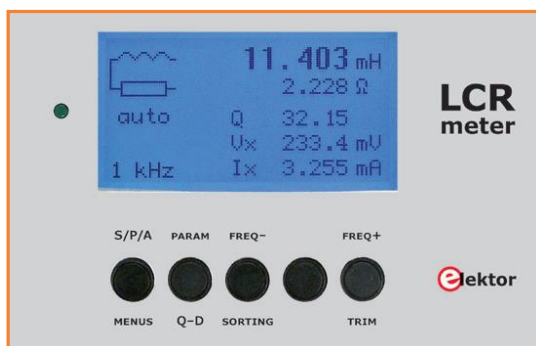 11.403 mH
2.228 Ω
auto
Q 32.15
Vx 233.4 mV
1 kHz Ix 3.255 mA
LCR
meter
S/P/A PARAM FREQ- FREQ+
MENUS Q-D SORTING TRIM
elektor